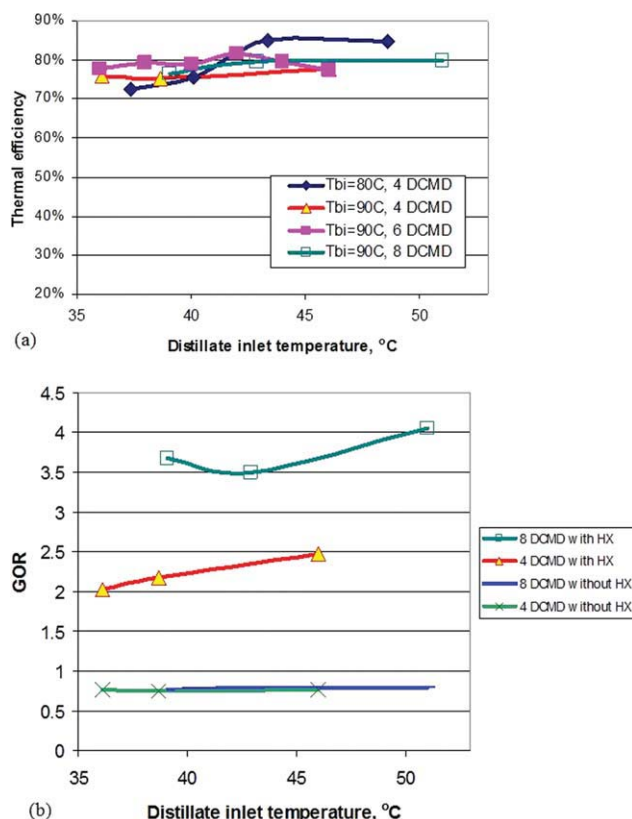 90%
80%
70%
60%
50%
40%
30%
20%
Thermal efficiency
Tbi=80C, 4 DCMD
Tbi=90C, 4 DCMD
Tbi=90C, 6 DCMD
Tbi=90C, 8 DCMD
35 40 45 50
(a)
Distillate inlet temperature, °C
4.5
4
3.5
3
2.5
2
1.5
1
0.5
0
GOR
8 DCMD with HX
4 DCMD with HX
8 DCMD without HX
4 DCMD without HX
35 40 45 50
(b)
Distillate inlet temperature, °C